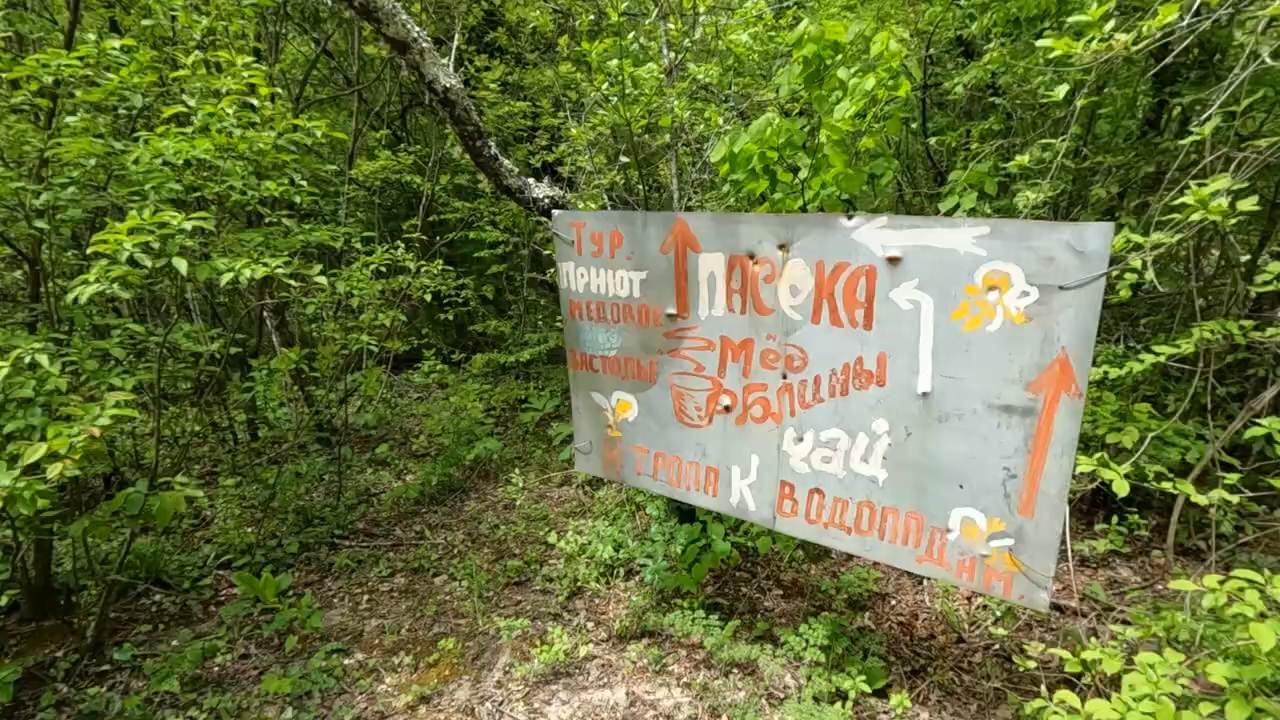 Тур.
ПРИЮТ
МЕДОВОЕ
ЗАСТОЛЬЕ
ПАСЕКА
Мёд
Блины
Чай
ТРОПА К ВОДОПАДАМ